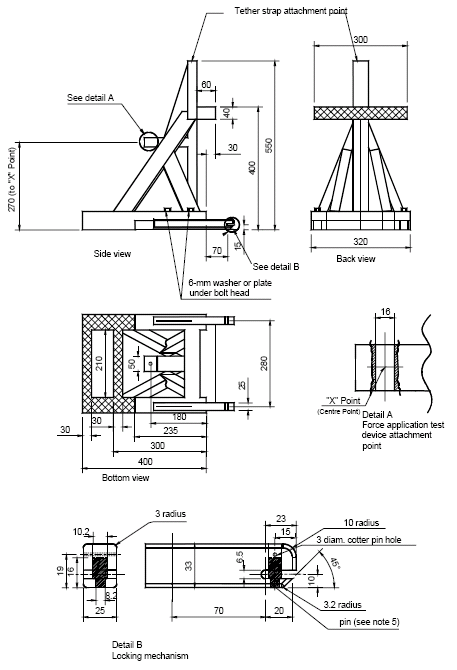 Tether strap attachment point
300
60
See detail A
40
30
400
550
270 (to "X" Point)
70
15
320
Side view
See detail B
Back view
6-mm washer or plate
under bolt head
16
210
50
280
25
"X" Point
(Centre Point)
Detail A
Force application test
device attachment
point
30
30
180
235
300
400
Bottom view
3 radius
23
10 radius
10.2
15
3 diam. cotter pin hole
19
16
33
6.5
45°
10
8.2
3.2 radius
25
70
20
pin (see note 5)
Detail B
Locking mechanism